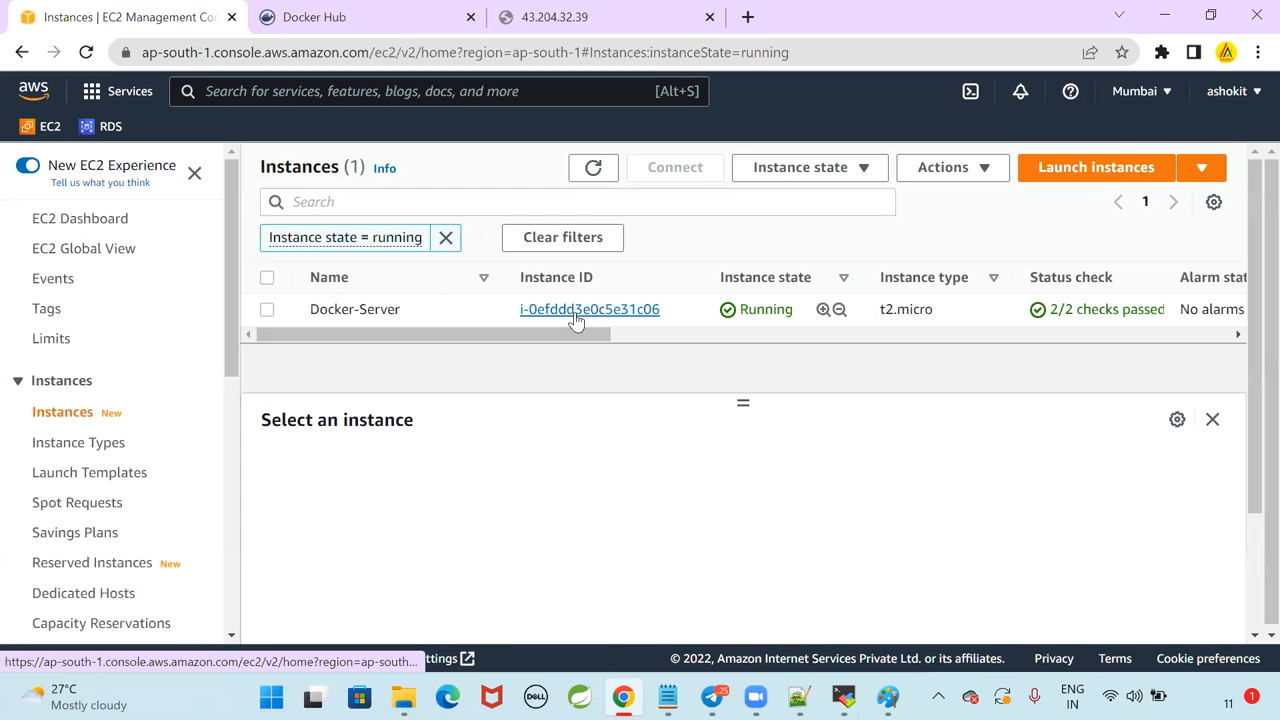 Instances | EC2 Management Co
Docker Hub
43.204.32.39
ap-south-1.console.aws.amazon.com/ec2/v2/home?region=ap-south-1#Instances:instanceState=running
aws
Services
Search for services, features, blogs, docs, and more
[Alt+S]
Mumbai
ashokit
EC2
RDS
New EC2 Experience
Tell us what you think
EC2 Dashboard
EC2 Global View
Events
Tags
Limits
Instances
Instances New
Instance Types
Launch Templates
Spot Requests
Savings Plans
Reserved Instances New
Dedicated Hosts
Capacity Reservations
Instances (1) Info
Connect
Instance state
Actions
Launch instances
Search
1
Instance state = running
Clear filters
Name
Instance ID
Instance state
Instance type
Status check
Alarm stat
Docker-Server
i-0efddd3e0c5e31c06
Running
t2.micro
2/2 checks passed
No alarms
Select an instance
https://ap-south-1.console.aws.amazon.com/ec2/v2/home?region=ap-south...
ttings
© 2022, Amazon Internet Services Private Ltd. or its affiliates.
Privacy
Terms
Cookie preferences
27°C
Mostly cloudy
DELL
25
ENG
IN
11
1